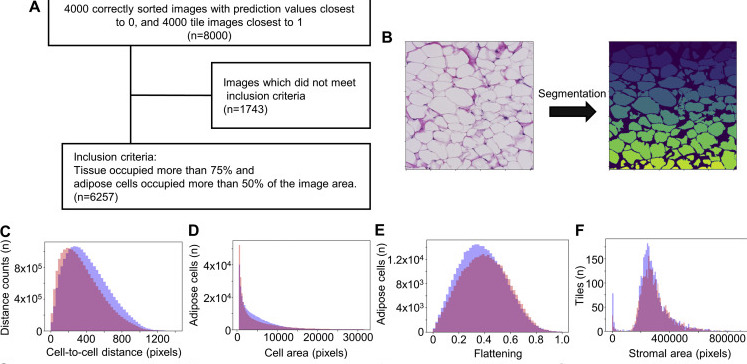 A
4000 correctly sorted images with prediction values closest
to 0, and 4000 tile images closest to 1
(n=8000)
Images which did not meet
inclusion criteria
(n=1743)
Inclusion criteria:
Tissue occupied more than 75% and
adipose cells occupied more than 50% of the image area.
(n=6257)
B
Segmentation
C
Distance counts (n)
8×10⁵
4×10⁵
0
0 400 800 1200
Cell-to-cell distance (pixels)
D
Adipose cells (n)
4×10⁴
2×10⁴
0
0 10000 20000 30000
Cell area (pixels)
E
Adipose cells (n)
1.2×10⁴
8×10³
4×10³
0
0 0.2 0.4 0.6 0.8 1.0
Flattening
F
Tiles (n)
150
100
50
0
0 400000 800000
Stromal area (pixels)